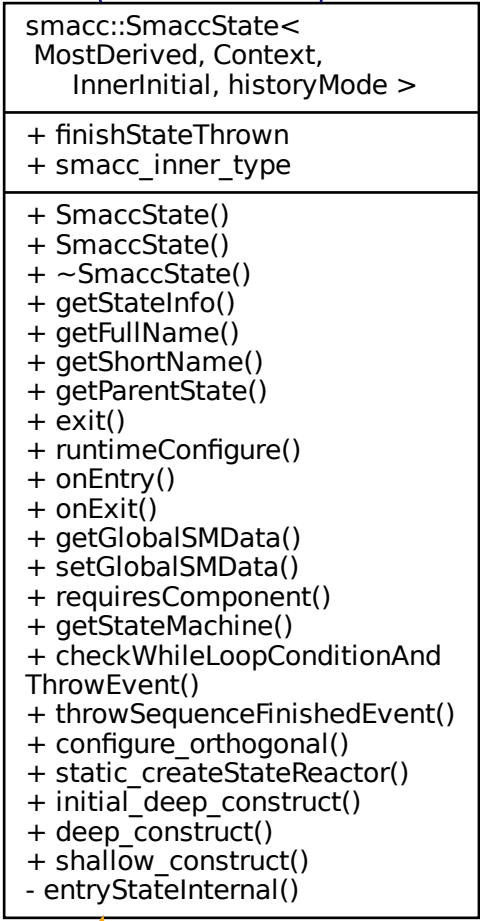 smacc::SmaccState<
MostDerived, Context,
InnerInitial, historyMode >
+ finishStateThrown
+ smacc_inner_type
+ SmaccState()
+ SmaccState()
+ ~SmaccState()
+ getStateInfo()
+ getFullName()
+ getShortName()
+ getParentState()
+ exit()
+ runtimeConfigure()
+ onEntry()
+ onExit()
+ getGlobalSMData()
+ setGlobalSMData()
+ requiresComponent()
+ getStateMachine()
+ checkWhileLoopConditionAnd
ThrowEvent()
+ throwSequenceFinishedEvent()
+ configure_orthogonal()
+ static_createStateReactor()
+ initial_deep_construct()
+ deep_construct()
+ shallow_construct()
- entryStateInternal()